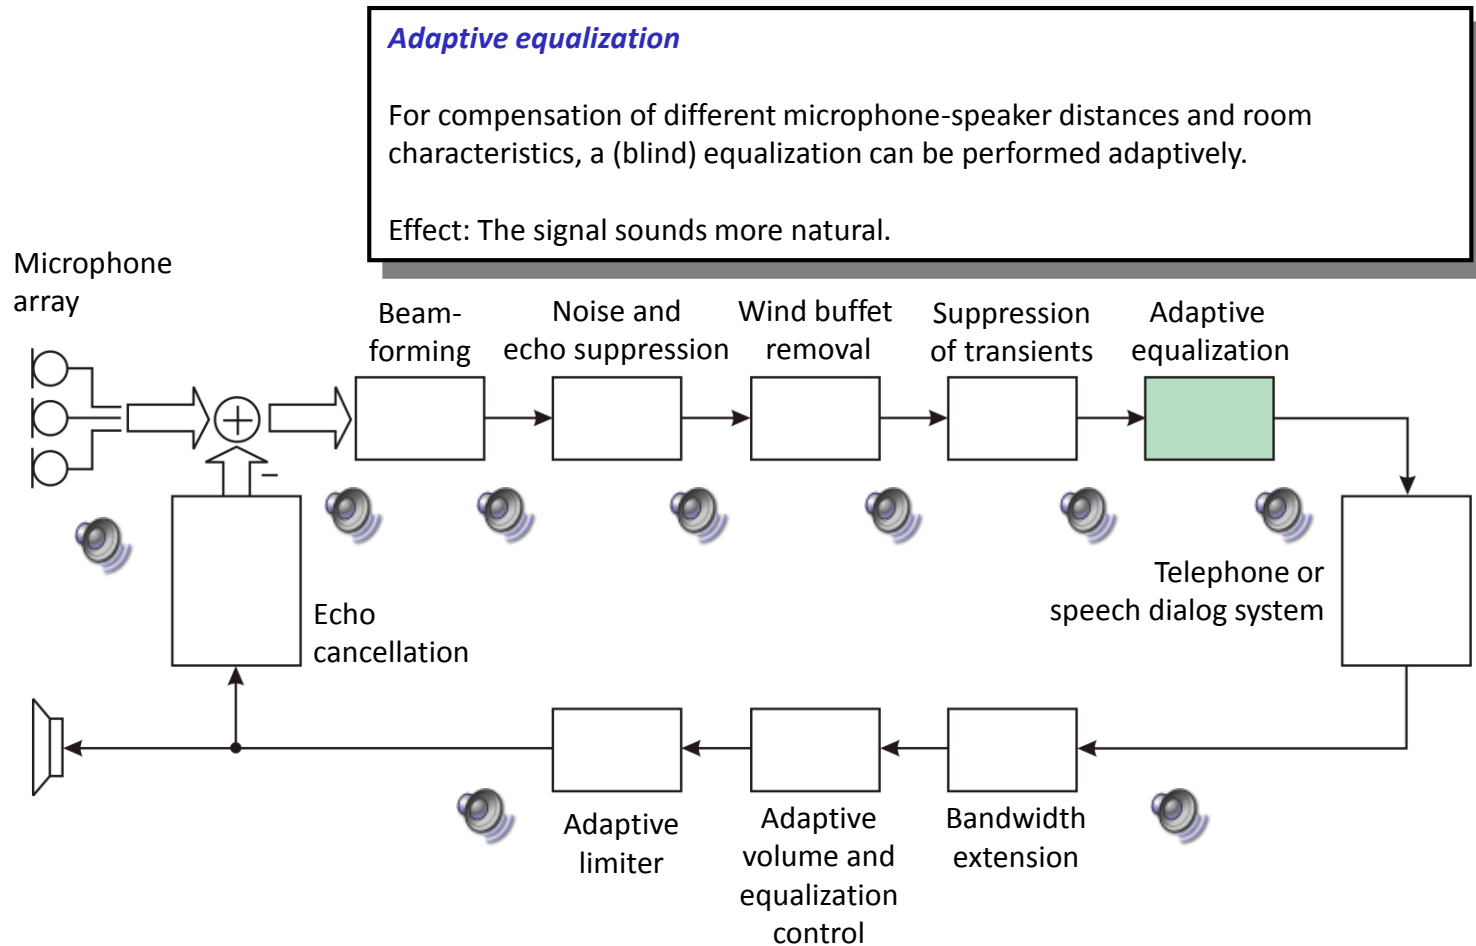 Adaptive equalization
For compensation of different microphone-speaker distances and room
characteristics, a (blind) equalization can be performed adaptively.
Effect: The signal sounds more natural.
Microphone
array
Beam-
forming
Noise and
echo suppression
Wind buffet
removal
Suppression
of transients
Adaptive
equalization
+
–
Echo
cancellation
Telephone or
speech dialog system
Adaptive
limiter
Adaptive
volume and
equalization
control
Bandwidth
extension